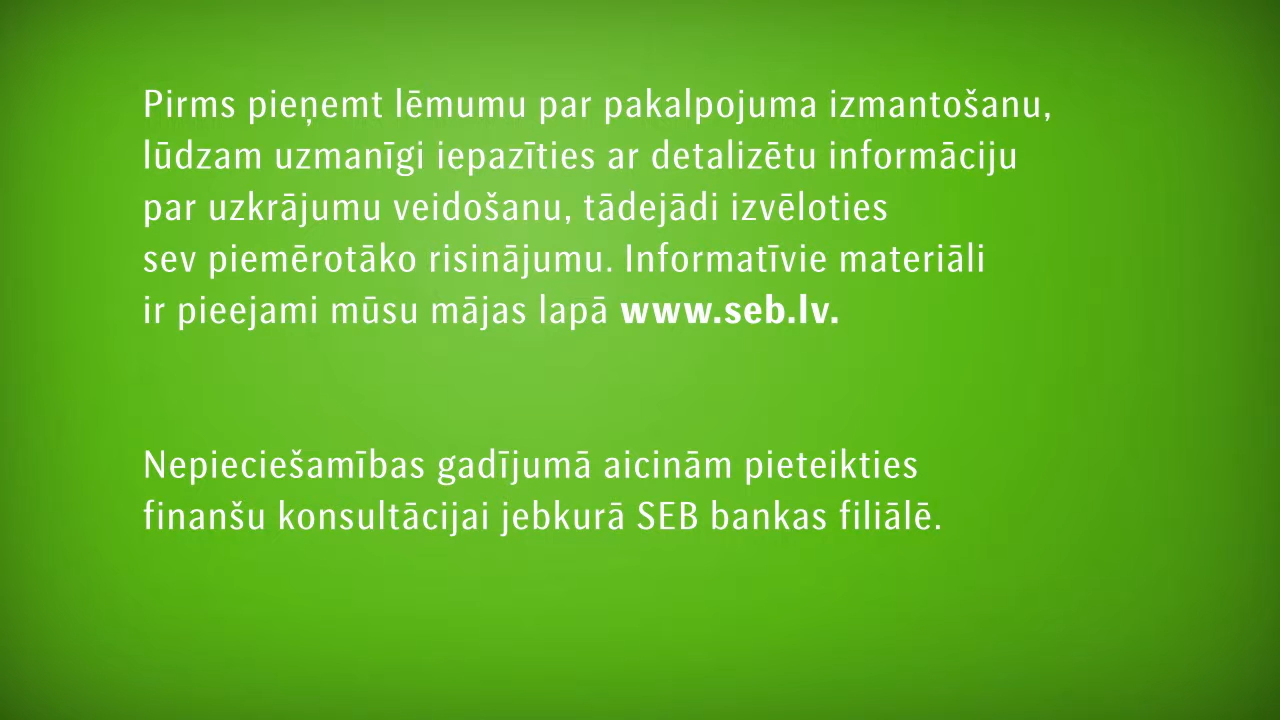 Pirms pieņemt lēmumu par pakalpojuma izmantošanu,
lūdzam uzmanīgi iepazīties ar detalizētu informāciju
par uzkrājumu veidošanu, tādejādi izvēloties
sev piemērotāko risinājumu. Informatīvie materiāli
ir pieejami mūsu mājas lapā www.seb.lv.
Nepieciešamības gadījumā aicinām pieteikties
finanšu konsultācijai jebkurā SEB bankas filiālē.